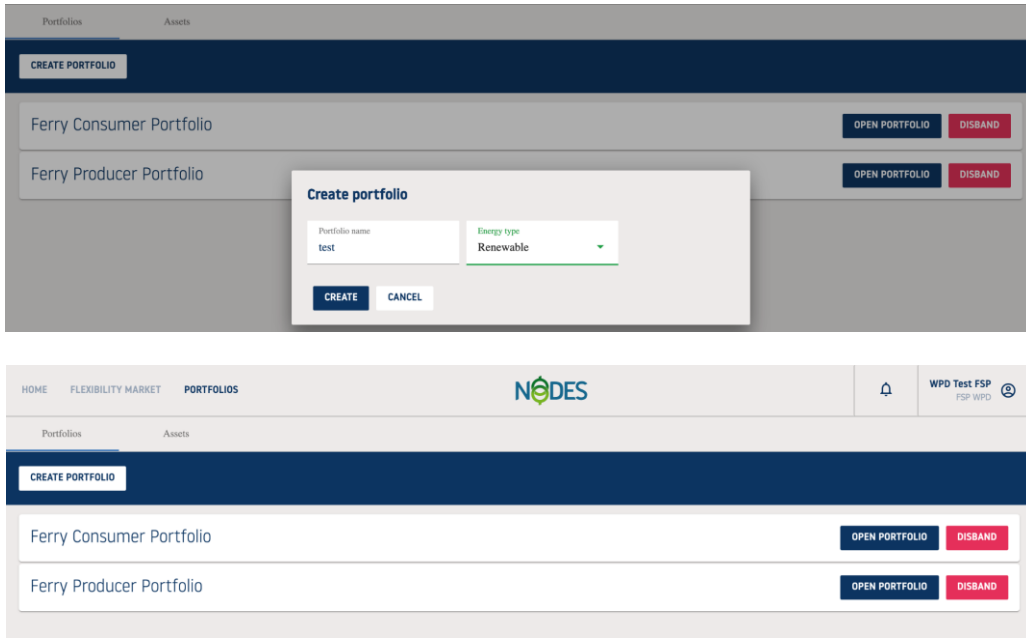 Portfolios Assets
CREATE PORTFOLIO
Ferry Consumer Portfolio OPEN PORTFOLIO DISBAND
Ferry Producer Portfolio OPEN PORTFOLIO DISBAND
Create portfolio
Portfolio name Energy type
test Renewable
CREATE CANCEL
HOME FLEXIBILITY MARKET PORTFOLIOS NODES WPD Test FSP
FSP WPD
Portfolios Assets
CREATE PORTFOLIO
Ferry Consumer Portfolio OPEN PORTFOLIO DISBAND
Ferry Producer Portfolio OPEN PORTFOLIO DISBAND